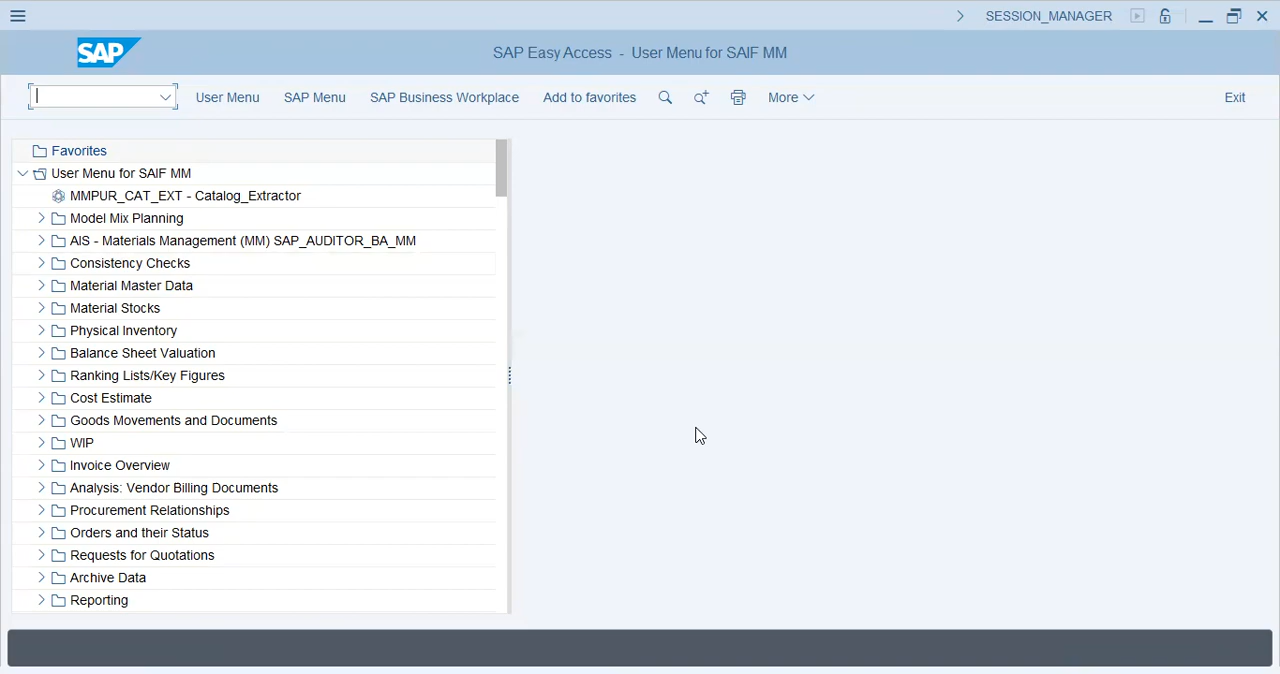 SESSION_MANAGER
SAP
SAP Easy Access - User Menu for SAIF MM
User Menu SAP Menu SAP Business Workplace Add to favorites More Exit
Favorites
User Menu for SAIF MM
MMPUR_CAT_EXT - Catalog_Extractor
Model Mix Planning
AIS - Materials Management (MM) SAP_AUDITOR_BA_MM
Consistency Checks
Material Master Data
Material Stocks
Physical Inventory
Balance Sheet Valuation
Ranking Lists/Key Figures
Cost Estimate
Goods Movements and Documents
WIP
Invoice Overview
Analysis: Vendor Billing Documents
Procurement Relationships
Orders and their Status
Requests for Quotations
Archive Data
Reporting